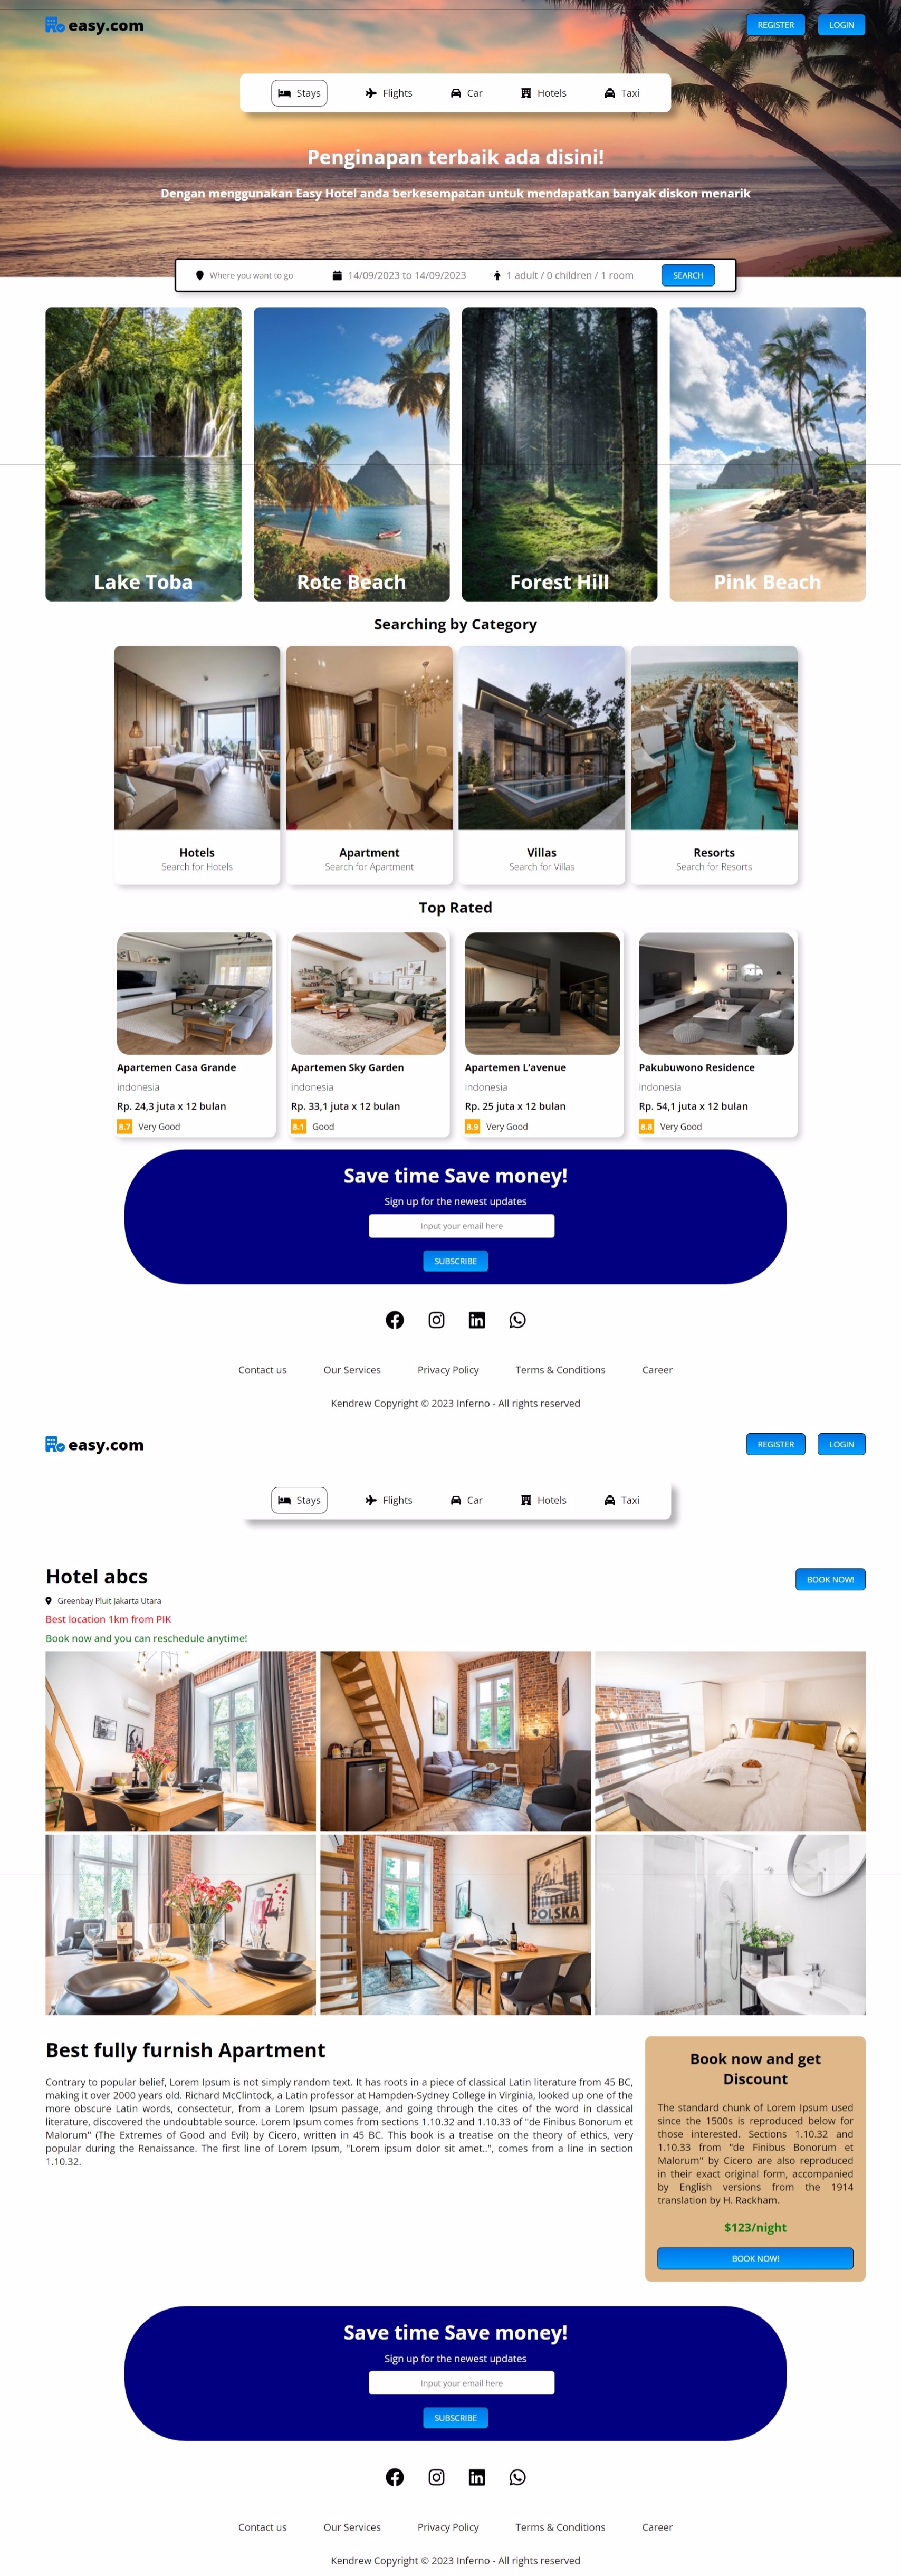 easy.com
REGISTER LOGIN
Stays Flights Car Hotels Taxi
Penginapan terbaik ada disini!
Dengan menggunakan Easy Hotel anda berkesempatan untuk mendapatkan banyak diskon menarik
Where you want to go 14/09/2023 to 14/09/2023 1 adult / 0 children / 1 room SEARCH
Lake Toba Rote Beach Forest Hill Pink Beach
Searching by Category
Hotels Apartment Villas Resorts
Search for Hotels Search for Apartment Search for Villas Search for Resorts
Top Rated
Apartemen Casa Grande Apartemen Sky Garden Apartemen L’avenue Pakubuwono Residence
indonesia indonesia indonesia indonesia
Rp. 24,3 juta x 12 bulan Rp. 33,1 juta x 12 bulan Rp. 25 juta x 12 bulan Rp. 54,1 juta x 12 bulan
8.7 Very Good 8.1 Good 8.9 Very Good 8.8 Very Good
Save time Save money!
Sign up for the newest updates
Input your email here
SUBSCRIBE
Contact us Our Services Privacy Policy Terms & Conditions Career
Kendrew Copyright © 2023 Inferno - All rights reserved
easy.com
REGISTER LOGIN
Stays Flights Car Hotels Taxi
Hotel abcs
BOOK NOW!
Greenbay Pluit Jakarta Utara
Best location 1km from PIK
Book now and you can reschedule anytime!
POLSKA
Best fully furnish Apartment
Contrary to popular belief, Lorem Ipsum is not simply random text. It has roots in a piece of classical Latin literature from 45 BC,
making it over 2000 years old. Richard McClintock, a Latin professor at Hampden-Sydney College in Virginia, looked up one of the
more obscure Latin words, consectetur, from a Lorem Ipsum passage, and going through the cites of the word in classical
literature, discovered the undoubtable source. Lorem Ipsum comes from sections 1.10.32 and 1.10.33 of "de Finibus Bonorum et
Malorum" (The Extremes of Good and Evil) by Cicero, written in 45 BC. This book is a treatise on the theory of ethics, very
popular during the Renaissance. The first line of Lorem Ipsum, "Lorem ipsum dolor sit amet..", comes from a line in section
1.10.32.
Book now and get
Discount
The standard chunk of Lorem Ipsum used
since the 1500s is reproduced below for
those interested. Sections 1.10.32 and
1.10.33 from "de Finibus Bonorum et
Malorum" by Cicero are also reproduced
in their exact original form, accompanied
by English versions from the 1914
translation by H. Rackham.
$123/night
BOOK NOW!
Save time Save money!
Sign up for the newest updates
Input your email here
SUBSCRIBE
Contact us Our Services Privacy Policy Terms & Conditions Career
Kendrew Copyright © 2023 Inferno - All rights reserved